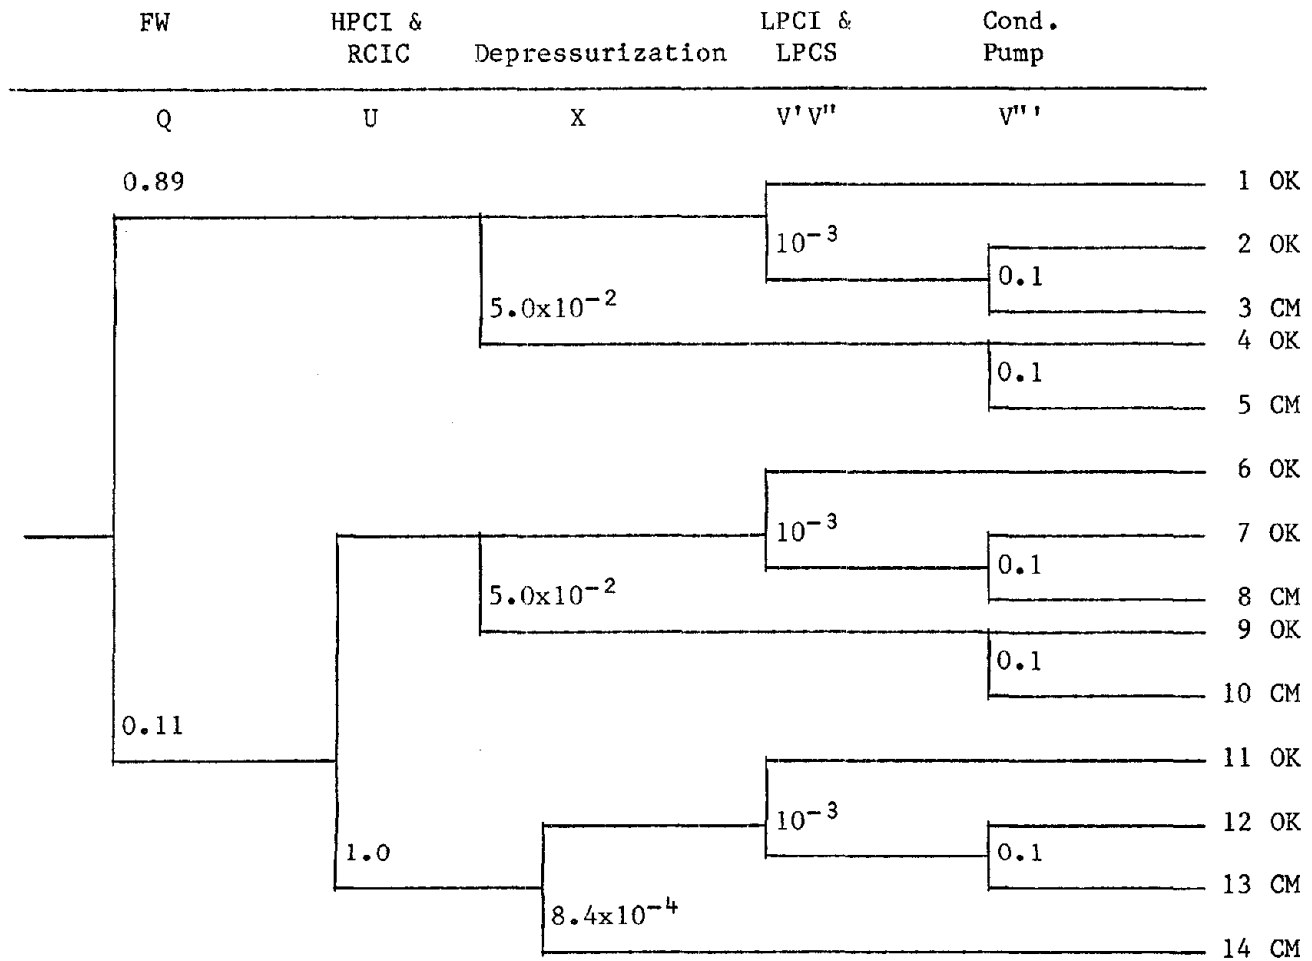 FW HPCI & LPCI & Cond.
RCIC Depressurization LPCS Pump
Q U X V'V" V"'
0.89
1 OK
10⁻³
2 OK
0.1
5.0x10⁻²
3 CM
4 OK
0.1
5 CM
6 OK
10⁻³
7 OK
0.1
5.0x10⁻²
8 CM
9 OK
0.1
10 CM
0.11
11 OK
10⁻³
12 OK
1.0
0.1
13 CM
8.4x10⁻⁴
14 CM